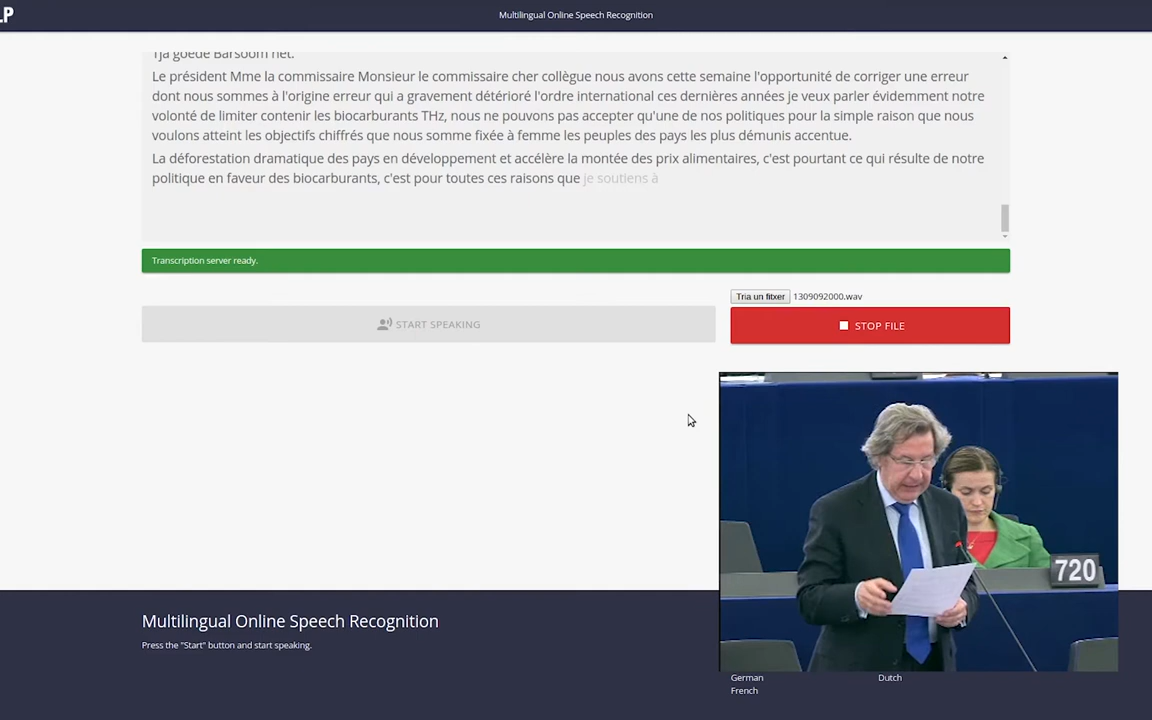 LP
Multilingual Online Speech Recognition
Tja goede Barsoom net.
Le président Mme la commissaire Monsieur le commissaire cher collègue nous avons cette semaine l'opportunité de corriger une erreur
dont nous sommes à l'origine erreur qui a gravement détérioré l'ordre international ces dernières années je veux parler évidemment notre
volonté de limiter contenir les biocarburants THz, nous ne pouvons pas accepter qu'une de nos politiques pour la simple raison que nous
voulons atteint les objectifs chiffrés que nous somme fixée à femme les peuples des pays les plus démunis accentue.
La déforestation dramatique des pays en développement et accélère la montée des prix alimentaires, c'est pourtant ce qui résulte de notre
politique en faveur des biocarburants, c'est pour toutes ces raisons que je soutiens à
Transcription server ready.
Tria un fitxer 1309092000.wav
START SPEAKING
STOP FILE
720
Multilingual Online Speech Recognition
Press the "Start" button and start speaking.
German Dutch
French